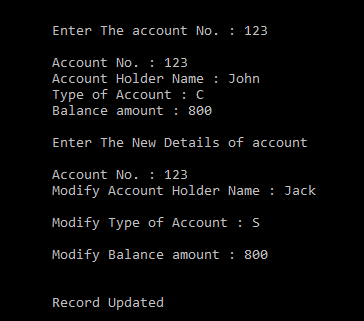 Enter The account No. : 123
Account No. : 123
Account Holder Name : John
Type of Account : C
Balance amount : 800
Enter The New Details of account
Account No. : 123
Modify Account Holder Name : Jack
Modify Type of Account : S
Modify Balance amount : 800
Record Updated